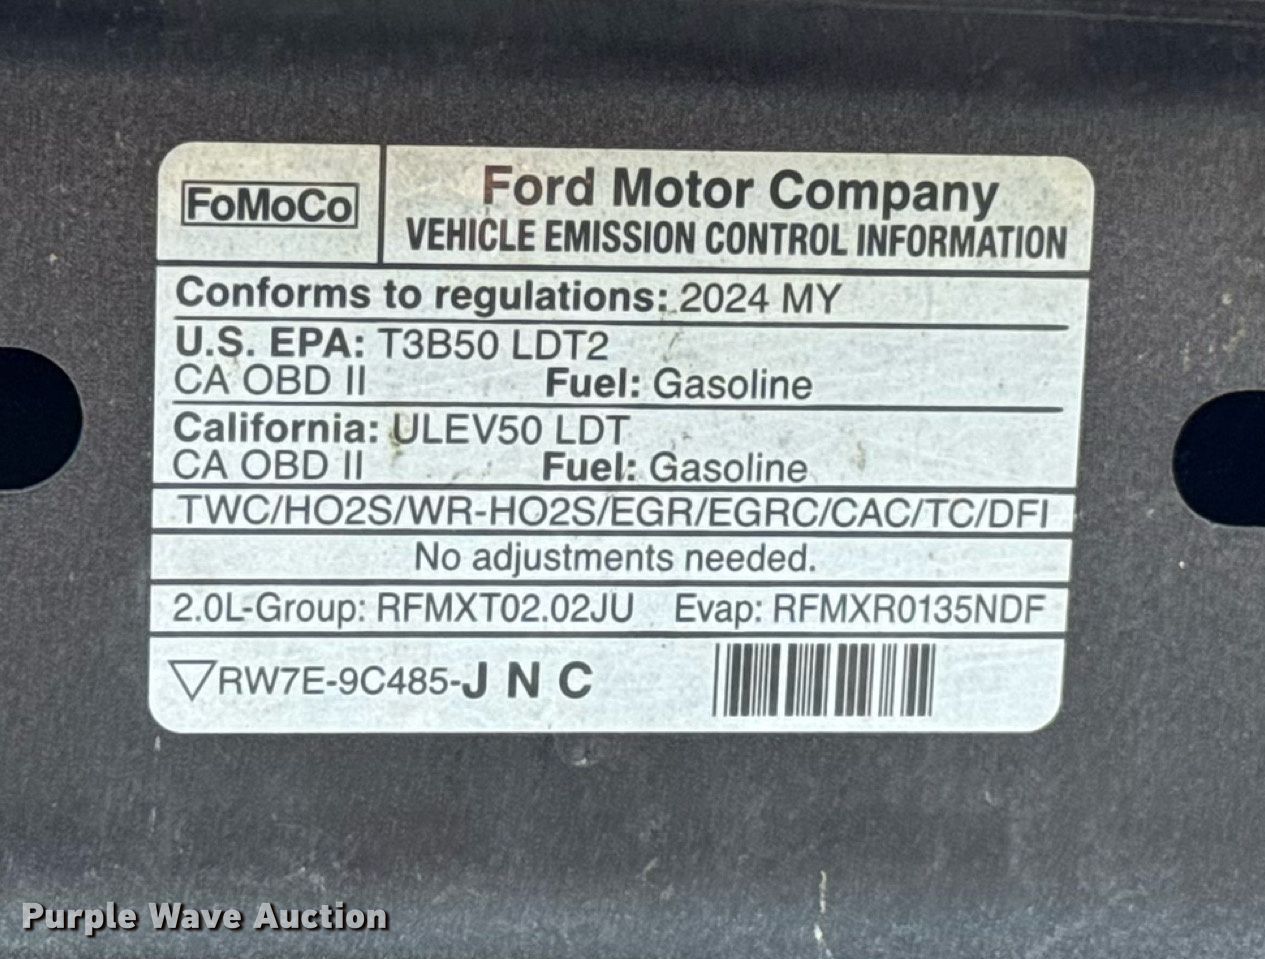 FoMoCo
Ford Motor Company
VEHICLE EMISSION CONTROL INFORMATION
Conforms to regulations: 2024 MY
U.S. EPA: T3B50 LDT2
CA OBD II Fuel: Gasoline
California: ULEV50 LDT
CA OBD II Fuel: Gasoline
TWC/HO2S/WR-HO2S/EGR/EGRC/CAC/TC/DFI
No adjustments needed.
2.0L-Group: RFMXT02.02JU Evap: RFMXR0135NDF
▽RW7E-9C485-J N C
Purple Wave Auction